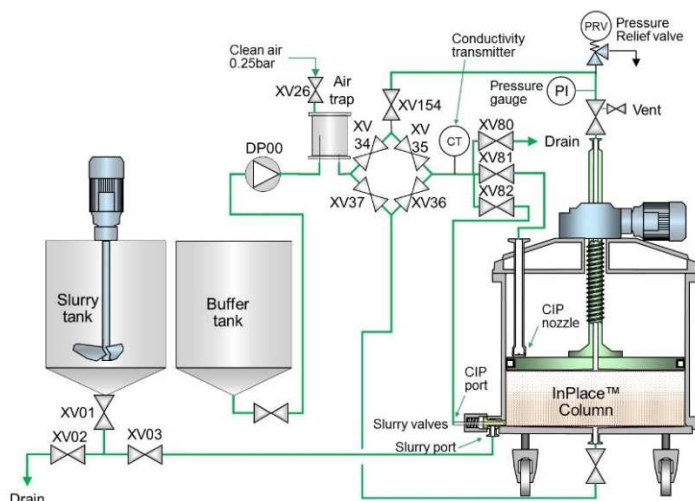 PRV
Pressure
Relief valve
Clean air
0.25bar
Conductivity
transmitter
XV26
Air
trap
XV154
Pressure
gauge
PI
Vent
DP00
XV
34
XV
35
CT
XV80
Drain
XV81
XV82
XV37
XV36
Slurry
tank
Buffer
tank
CIP
nozzle
CIP
port
InPlace™
Column
Slurry valves
Slurry port
XV01
XV02
XV03
Drain